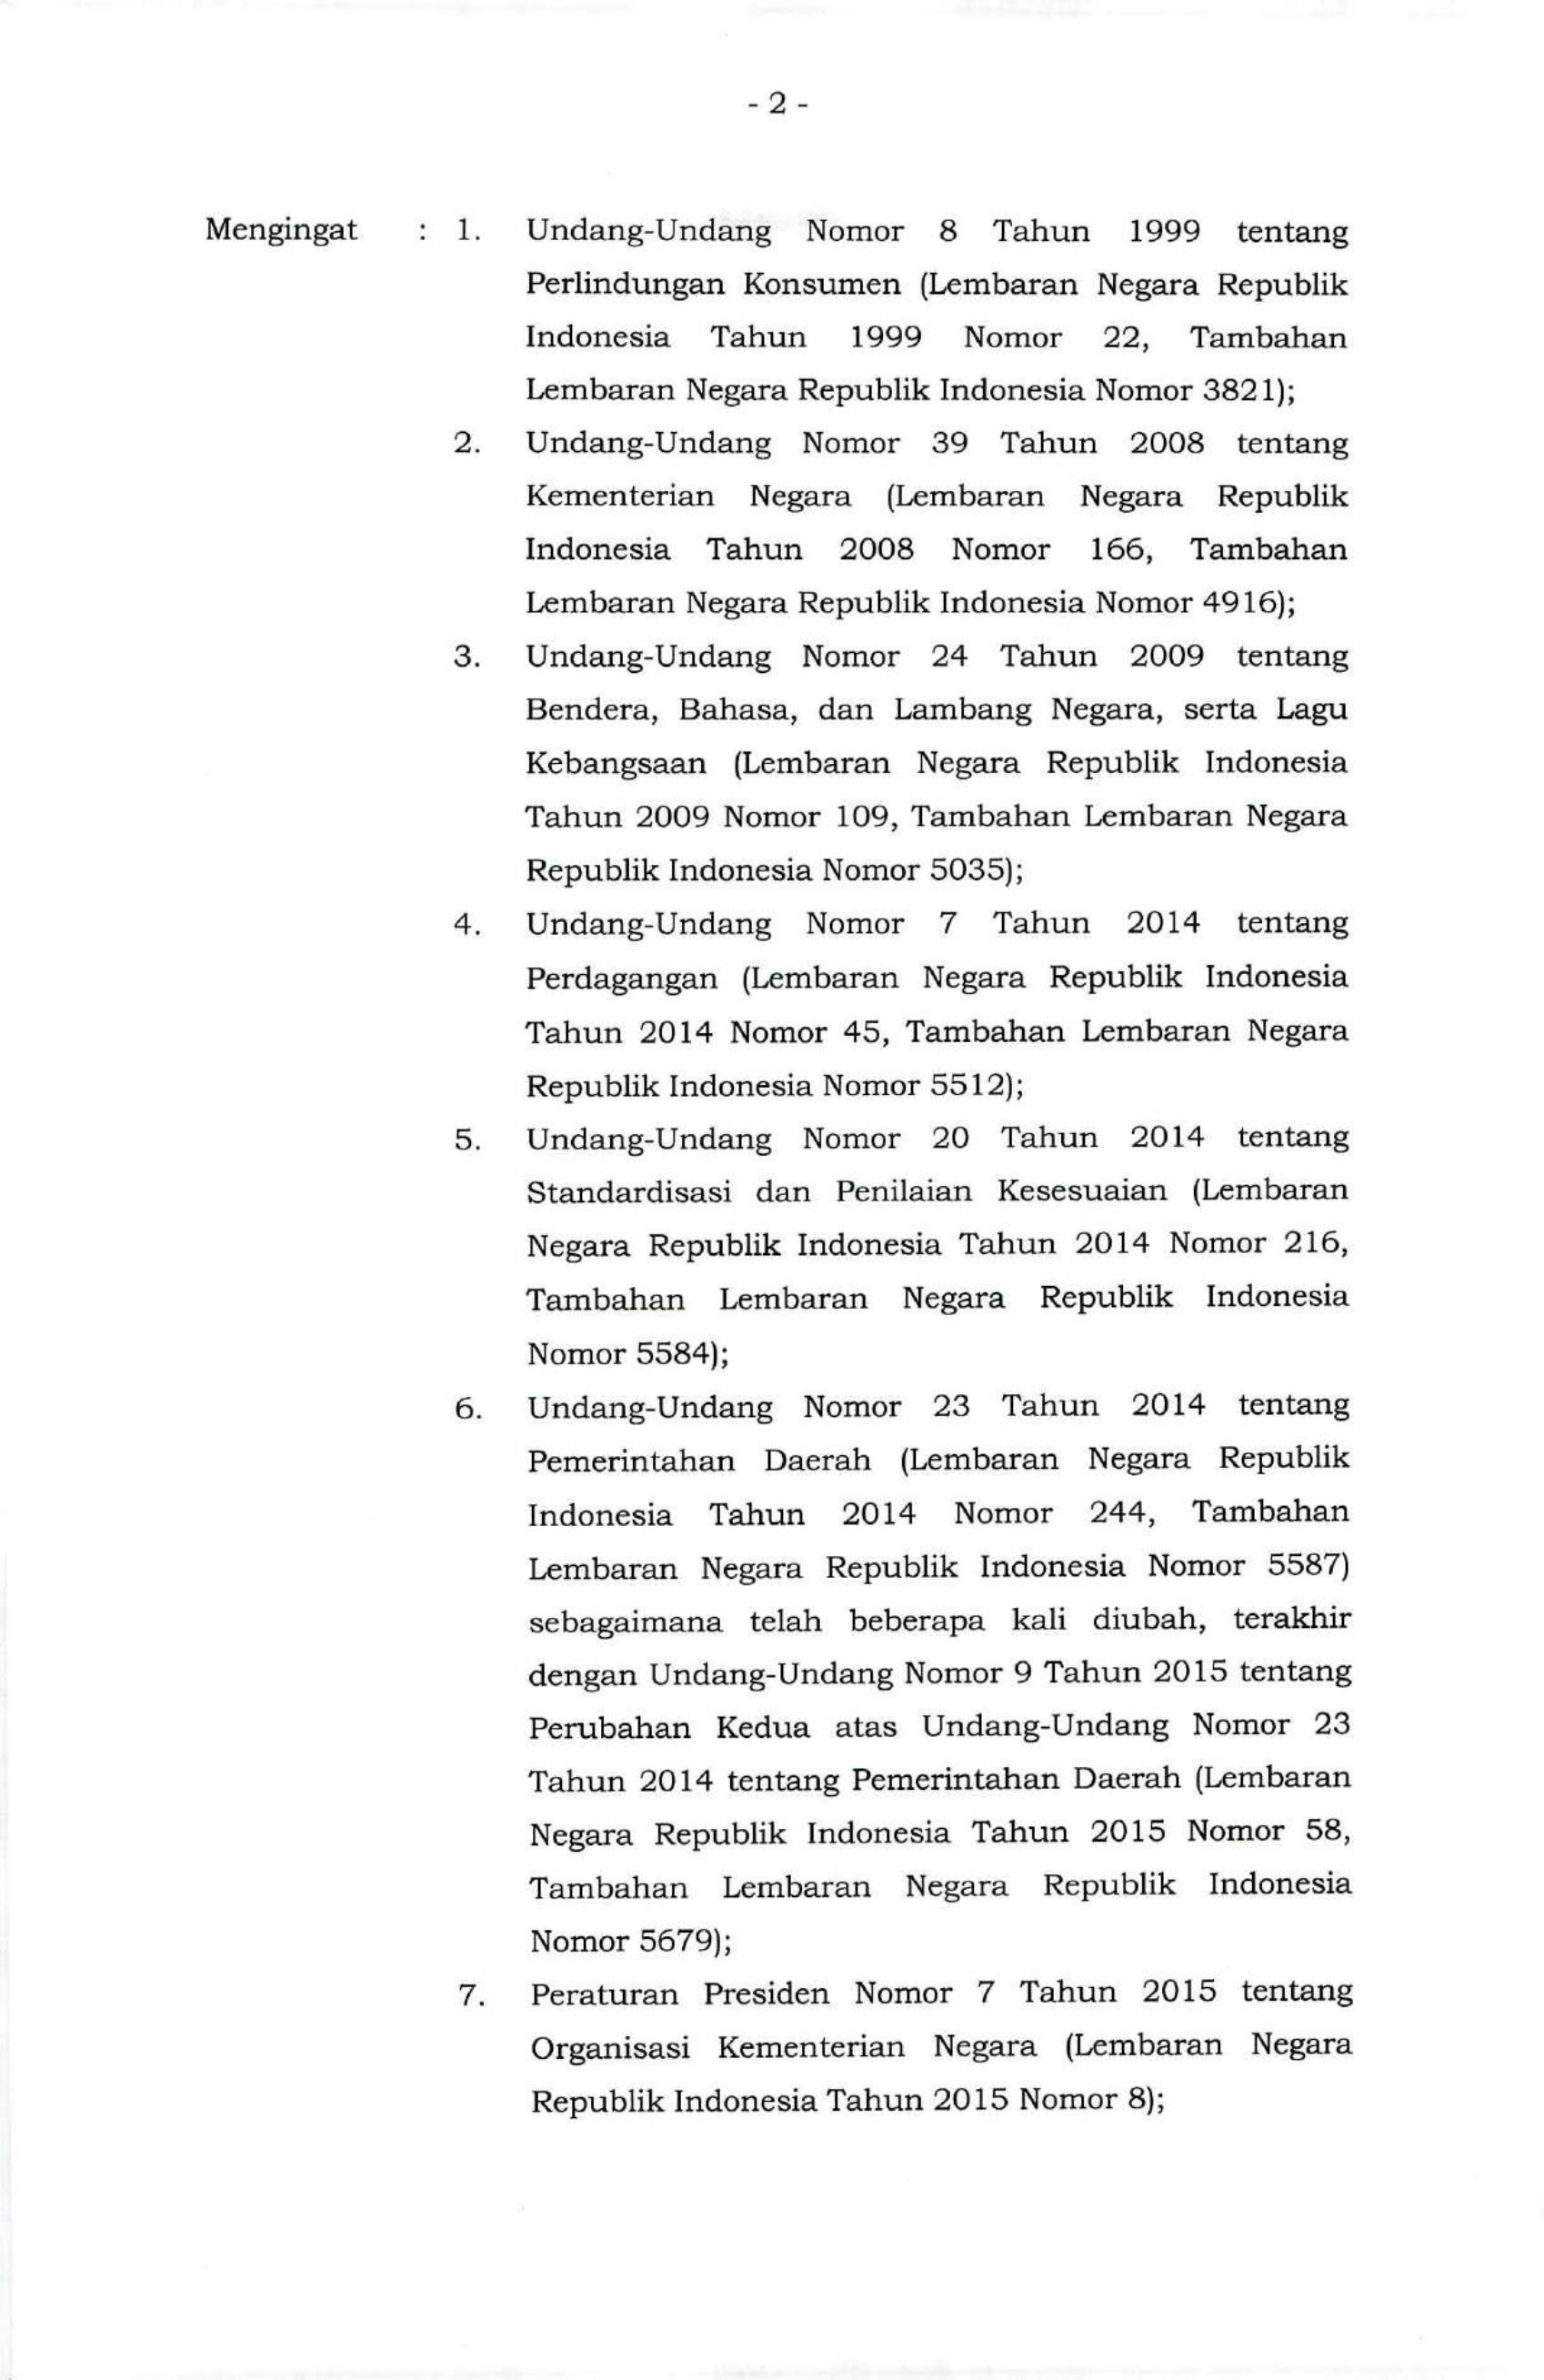 - 2 -
Mengingat : 1. Undang-Undang Nomor 8 Tahun 1999 tentang
Perlindungan Konsumen (Lembaran Negara Republik
Indonesia Tahun 1999 Nomor 22, Tambahan
Lembaran Negara Republik Indonesia Nomor 3821);
2. Undang-Undang Nomor 39 Tahun 2008 tentang
Kementerian Negara (Lembaran Negara Republik
Indonesia Tahun 2008 Nomor 166, Tambahan
Lembaran Negara Republik Indonesia Nomor 4916);
3. Undang-Undang Nomor 24 Tahun 2009 tentang
Bendera, Bahasa, dan Lambang Negara, serta Lagu
Kebangsaan (Lembaran Negara Republik Indonesia
Tahun 2009 Nomor 109, Tambahan Lembaran Negara
Republik Indonesia Nomor 5035);
4. Undang-Undang Nomor 7 Tahun 2014 tentang
Perdagangan (Lembaran Negara Republik Indonesia
Tahun 2014 Nomor 45, Tambahan Lembaran Negara
Republik Indonesia Nomor 5512);
5. Undang-Undang Nomor 20 Tahun 2014 tentang
Standardisasi dan Penilaian Kesesuaian (Lembaran
Negara Republik Indonesia Tahun 2014 Nomor 216,
Tambahan Lembaran Negara Republik Indonesia
Nomor 5584);
6. Undang-Undang Nomor 23 Tahun 2014 tentang
Pemerintahan Daerah (Lembaran Negara Republik
Indonesia Tahun 2014 Nomor 244, Tambahan
Lembaran Negara Republik Indonesia Nomor 5587)
sebagaimana telah beberapa kali diubah, terakhir
dengan Undang-Undang Nomor 9 Tahun 2015 tentang
Perubahan Kedua atas Undang-Undang Nomor 23
Tahun 2014 tentang Pemerintahan Daerah (Lembaran
Negara Republik Indonesia Tahun 2015 Nomor 58,
Tambahan Lembaran Negara Republik Indonesia
Nomor 5679);
7. Peraturan Presiden Nomor 7 Tahun 2015 tentang
Organisasi Kementerian Negara (Lembaran Negara
Republik Indonesia Tahun 2015 Nomor 8);